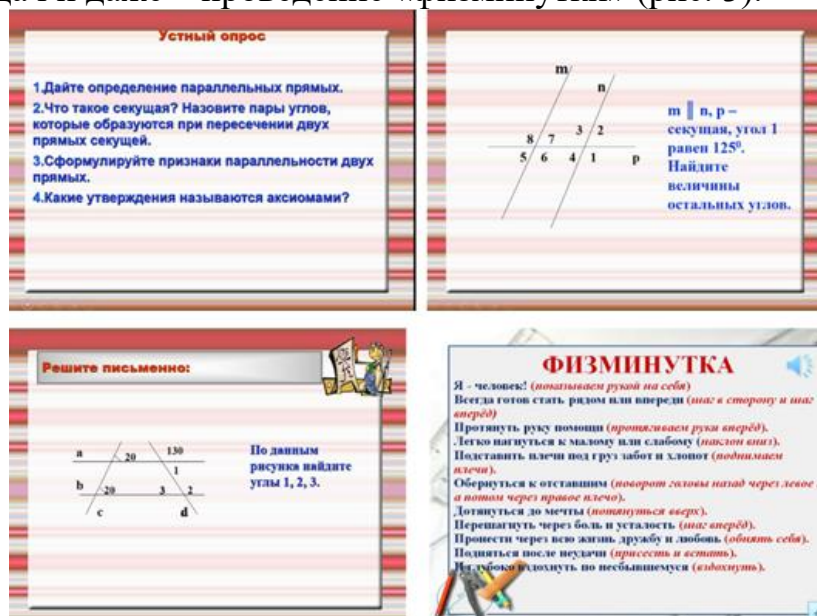 и даже – проведение «физминутки» (рис. 3).
Устный опрос
1.Дайте определение параллельных прямых.
2.Что такое секущая? Назовите пары углов,
которые образуются при пересечении двух
прямых секущей.
3.Сформулируйте признаки параллельности двух
прямых.
4.Какие утверждения называются аксиомами?
m
n
8 7 3 2
5 6 4 1 p
m || n, p –
секущая, угол 1
равен 125⁰.
Найдите
величины
остальных углов.
Решите письменно:
a 20 130
1
b 20 3 2
c d
По данным
рисунка найдите
углы 1, 2, 3.
ФИЗМИНУТКА
Я - человек! (показываем рукой на себя)
Всегда готов стать рядом или впереди (шаг в сторону и шаг
вперёд)
Протянуть руку помощи (протягиваем руки вперёд).
Легко нагнуться к малому или слабому (наклон вниз).
Подставить плечи под груз забот и хлопот (поднимаем
плечи).
Обернуться к отставшим (поворот головы назад через левое
а потом через правое плечо).
Дотянуться до мечты (потянуться вверх).
Перешагнуть через боль и усталость (шаг вперёд).
Пронести через всю жизнь дружбу и любовь (обнять себя).
Подняться после неудачи (присесть и встать).
И глубоко вздохнуть по несбывшемуся (вздохнуть).